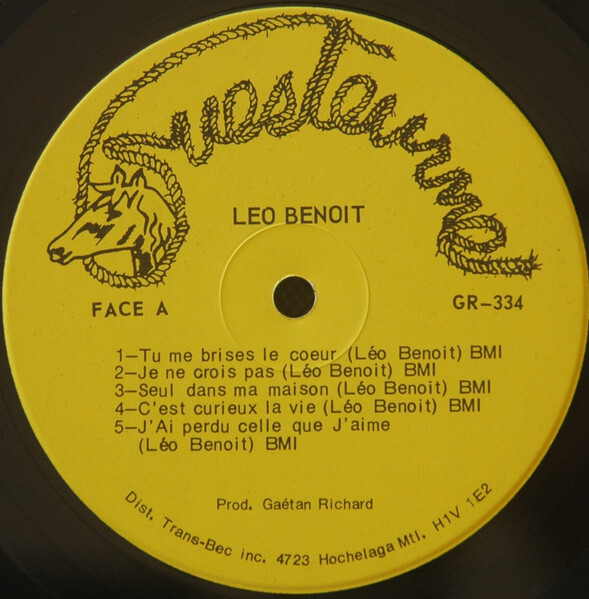 LEO BENOIT
FACE A
GR-334
1-Tu me brises le coeur (Léo Benoit) BMI
2-Je ne crois pas (Léo Benoit) BMI
3-Seul dans ma maison (Léo Benoit) BMI
4-C'est curieux la vie (Léo Benoit) BMI
5-J'Ai perdu celle que J'aime
(Léo Benoit) BMI
Prod. Gaétan Richard
Dist. Trans-Bec inc. 4723 Hochelaga Mtl. H1V 1E2